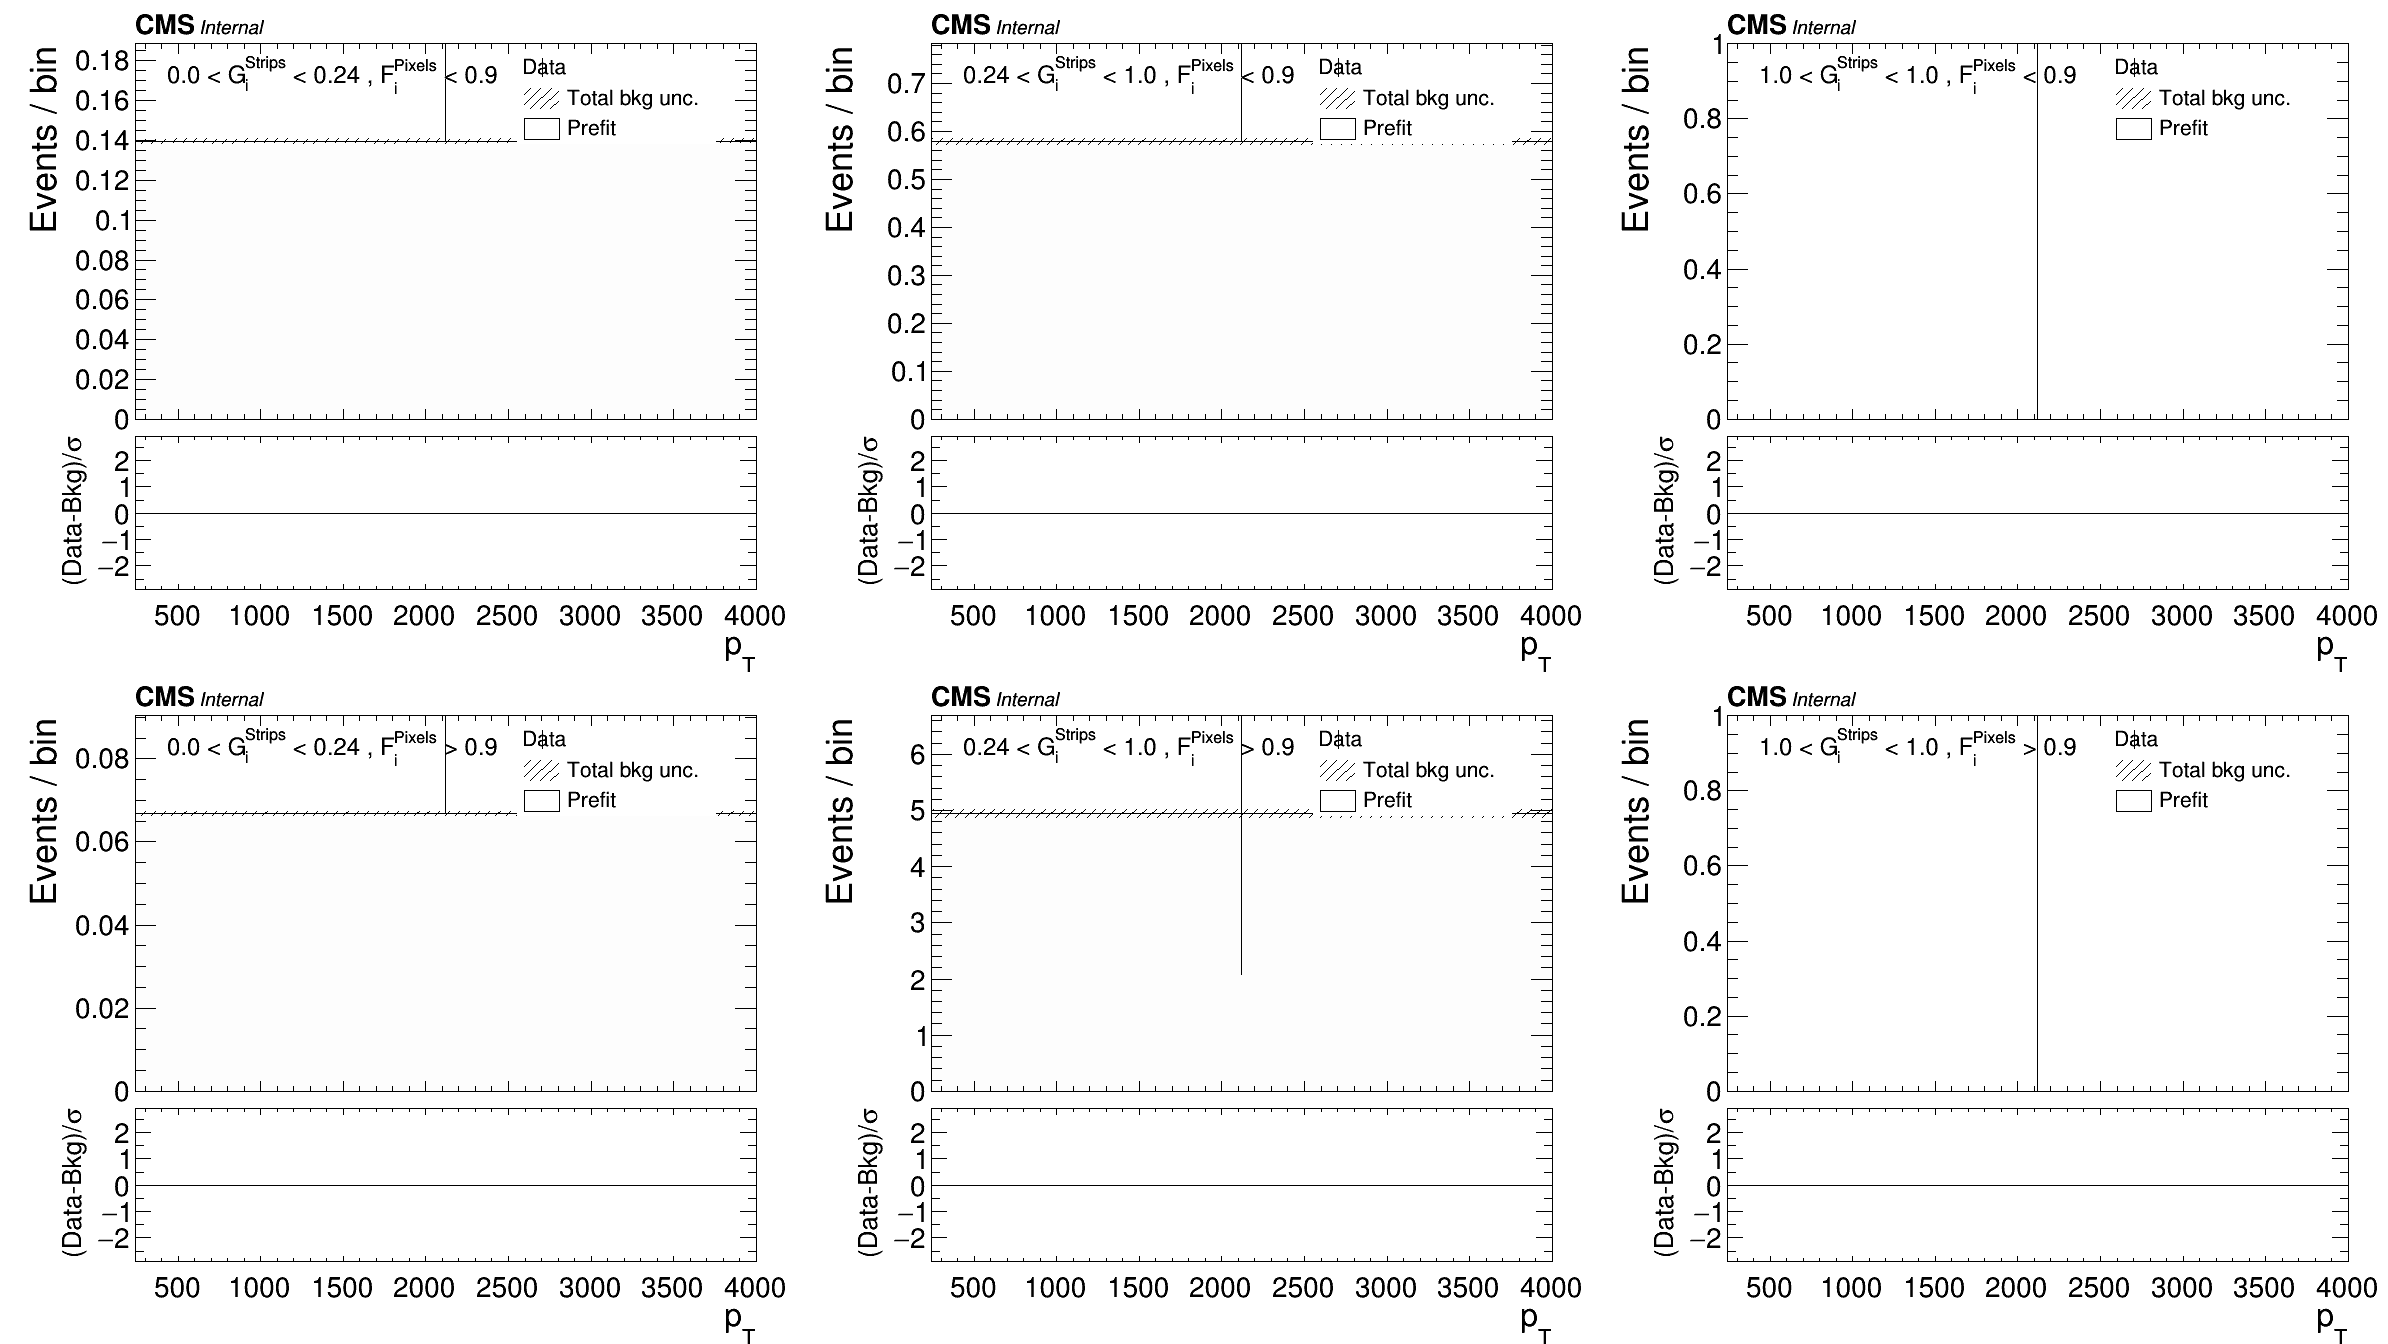 CMS Internal
Events / bin
0.0 < G_i^Strips < 0.24 , F_i^Pixels < 0.9
Data
Total bkg unc.
Prefit
0.18
0.16
0.14
0.12
0.1
0.08
0.06
0.04
0.02
0
(Data-Bkg)/σ
2
1
0
−1
−2
500 1000 1500 2000 2500 3000 3500 4000
p_T
CMS Internal
Events / bin
0.24 < G_i^Strips < 1.0 , F_i^Pixels < 0.9
Data
Total bkg unc.
Prefit
0.7
0.6
0.5
0.4
0.3
0.2
0.1
0
(Data-Bkg)/σ
2
1
0
−1
−2
500 1000 1500 2000 2500 3000 3500 4000
p_T
CMS Internal
Events / bin
1.0 < G_i^Strips < 1.0 , F_i^Pixels < 0.9
Data
Total bkg unc.
Prefit
1
0.8
0.6
0.4
0.2
0
(Data-Bkg)/σ
2
1
0
−1
−2
500 1000 1500 2000 2500 3000 3500 4000
p_T
CMS Internal
Events / bin
0.0 < G_i^Strips < 0.24 , F_i^Pixels > 0.9
Data
Total bkg unc.
Prefit
0.08
0.06
0.04
0.02
0
(Data-Bkg)/σ
2
1
0
−1
−2
500 1000 1500 2000 2500 3000 3500 4000
p_T
CMS Internal
Events / bin
0.24 < G_i^Strips < 1.0 , F_i^Pixels > 0.9
Data
Total bkg unc.
Prefit
6
5
4
3
2
1
0
(Data-Bkg)/σ
2
1
0
−1
−2
500 1000 1500 2000 2500 3000 3500 4000
p_T
CMS Internal
Events / bin
1.0 < G_i^Strips < 1.0 , F_i^Pixels > 0.9
Data
Total bkg unc.
Prefit
1
0.8
0.6
0.4
0.2
0
(Data-Bkg)/σ
2
1
0
−1
−2
500 1000 1500 2000 2500 3000 3500 4000
p_T